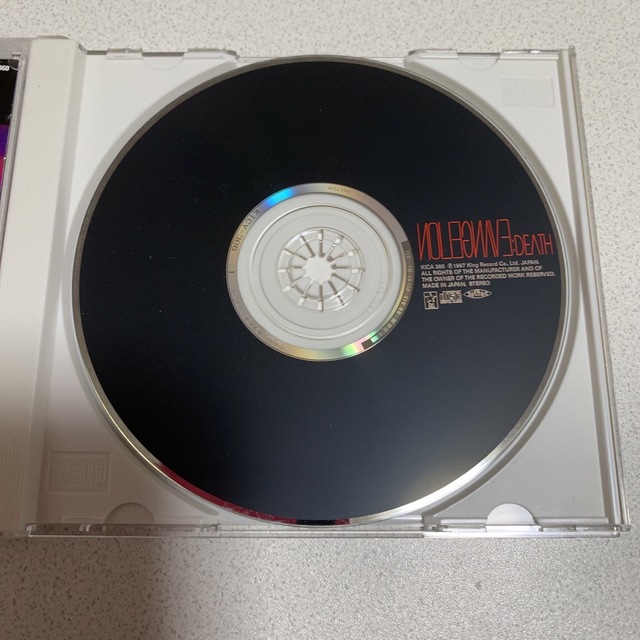 EVANGELION:DEATH
KICA 360 Ⓟ 1997 King Record Co., Ltd. JAPAN.
ALL RIGHTS OF THE MANUFACTURER AND OF
THE OWNER OF THE RECORDED WORK RESERVED.
MADE IN JAPAN. STEREO